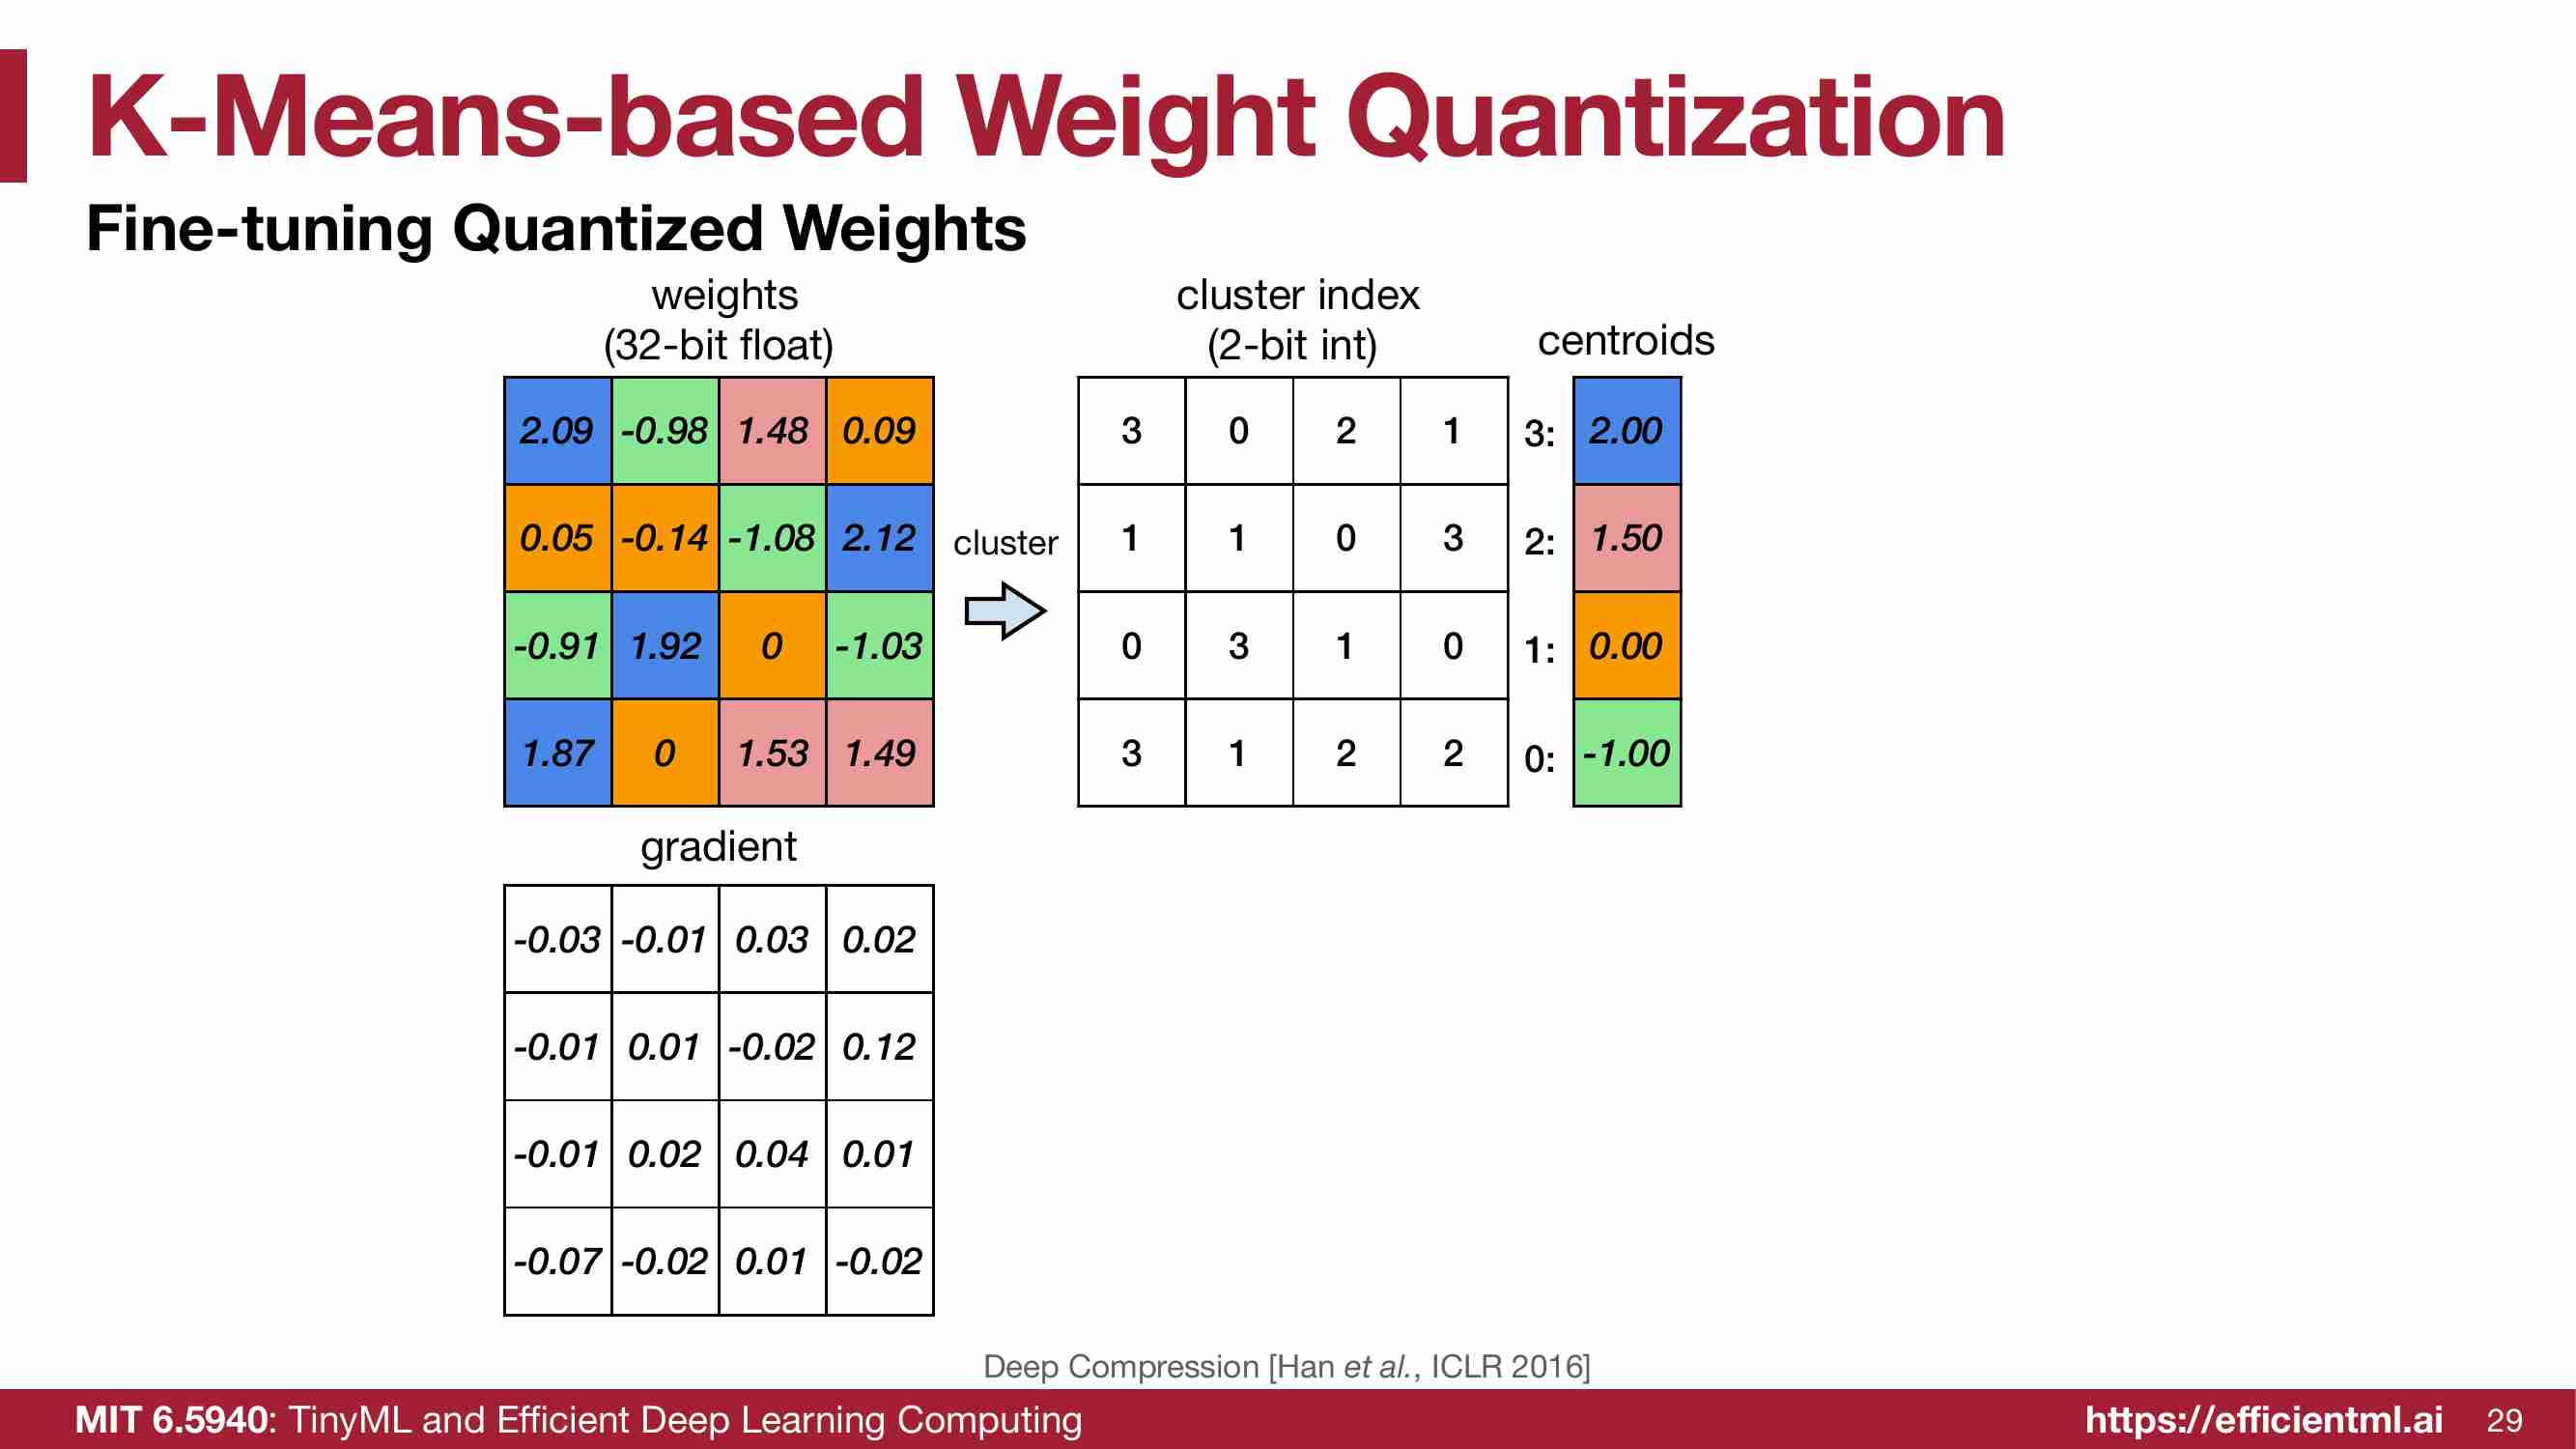 K-Means-based Weight Quantization
Fine-tuning Quantized Weights
weights
(32-bit float)
cluster index
(2-bit int)
centroids
2.09 -0.98 1.48 0.09
0.05 -0.14 -1.08 2.12
-0.91 1.92 0 -1.03
1.87 0 1.53 1.49
cluster
3 0 2 1
1 1 0 3
0 3 1 0
3 1 2 2
3: 2.00
2: 1.50
1: 0.00
0: -1.00
gradient
-0.03 -0.01 0.03 0.02
-0.01 0.01 -0.02 0.12
-0.01 0.02 0.04 0.01
-0.07 -0.02 0.01 -0.02
Deep Compression [Han et al., ICLR 2016]
MIT 6.5940: TinyML and Efficient Deep Learning Computing
https://efficientml.ai 29